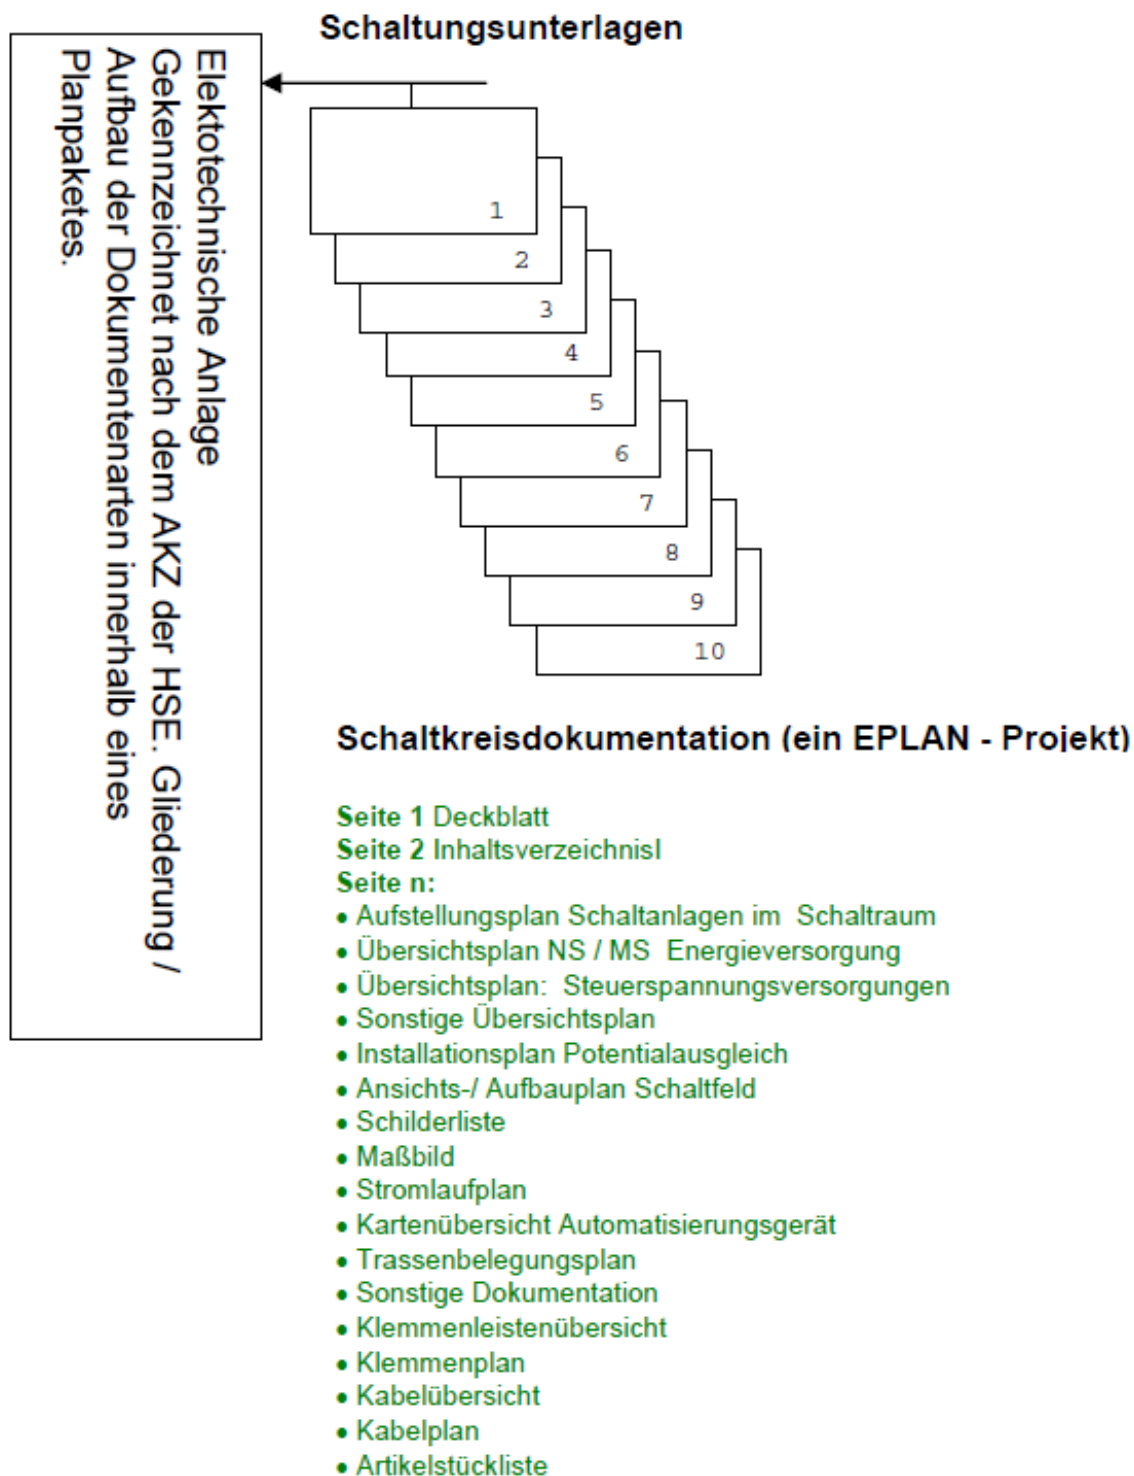 Schaltungsunterlagen
Elektotechnische Anlage
Gekennzeichnet nach dem AKZ der HSE. Gliederung /
Aufbau der Dokumentenarten innerhalb eines
Planpaketes.
1
2
3
4
5
6
7
8
9
10
Schaltkreisdokumentation (ein EPLAN - Projekt)
Seite 1 Deckblatt
Seite 2 Inhaltsverzeichnisl
Seite n:
• Aufstellungsplan Schaltanlagen im Schaltraum
• Übersichtsplan NS / MS Energieversorgung
• Übersichtsplan: Steuerspannungsversorgungen
• Sonstige Übersichtsplan
• Installationsplan Potentialausgleich
• Ansichts-/ Aufbauplan Schaltfeld
• Schilderliste
• Maßbild
• Stromlaufplan
• Kartenübersicht Automatisierungsgerät
• Trassenbelegungsplan
• Sonstige Dokumentation
• Klemmenleistenübersicht
• Klemmenplan
• Kabelübersicht
• Kabelplan
• Artikelstückliste